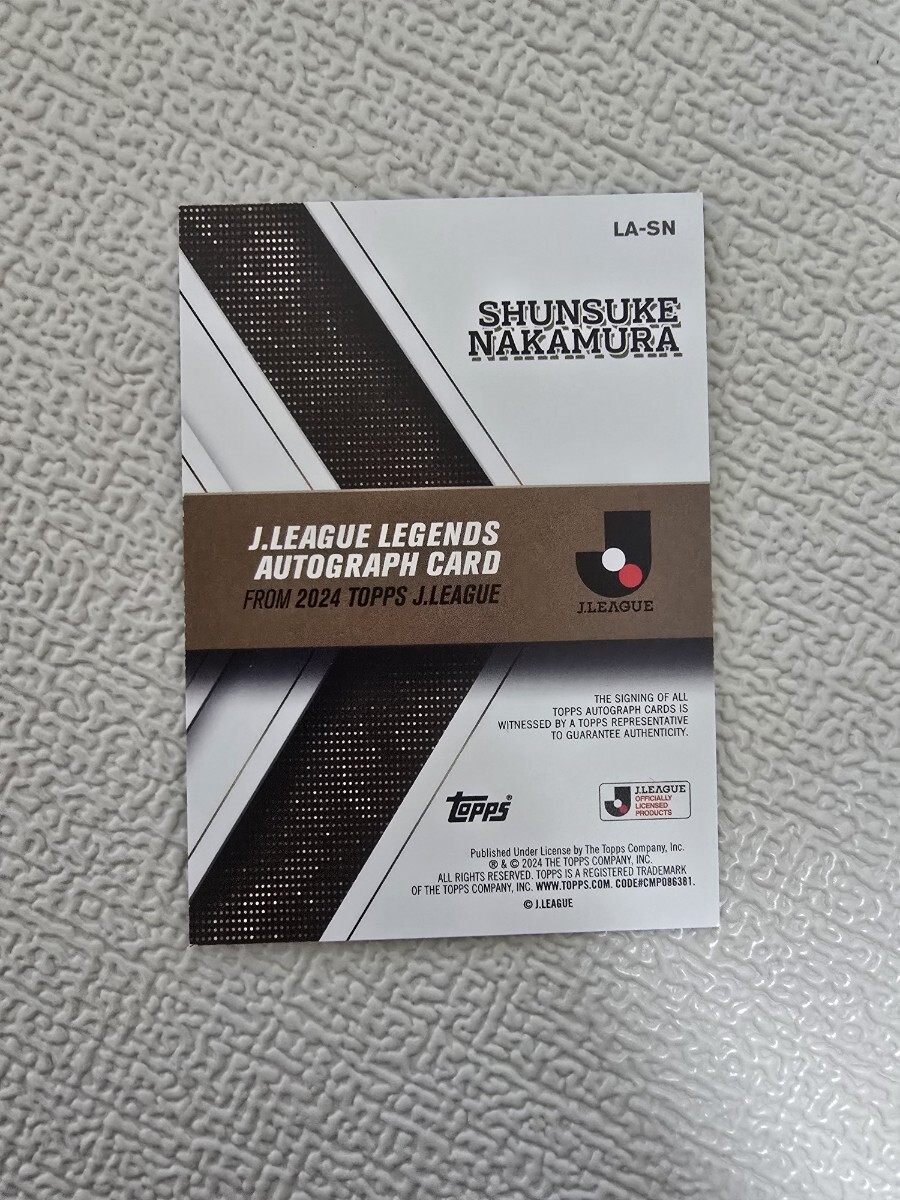 LA-SN
SHUNSUKE
NAKAMURA
J.LEAGUE LEGENDS
AUTOGRAPH CARD
FROM 2024 TOPPS J.LEAGUE
J.LEAGUE
THE SIGNING OF ALL
TOPPS AUTOGRAPH CARDS IS
WITNESSED BY A TOPPS REPRESENTATIVE
TO GUARANTEE AUTHENTICITY.
topps®
J.LEAGUE
OFFICIALLY
LICENSED
PRODUCTS
Published Under License by The Topps Company, Inc.
® & © 2024 THE TOPPS COMPANY, INC.
ALL RIGHTS RESERVED. TOPPS IS A REGISTERED TRADEMARK
OF THE TOPPS COMPANY, INC. WWW.TOPPS.COM. CODE#CMP086381.
© J.LEAGUE